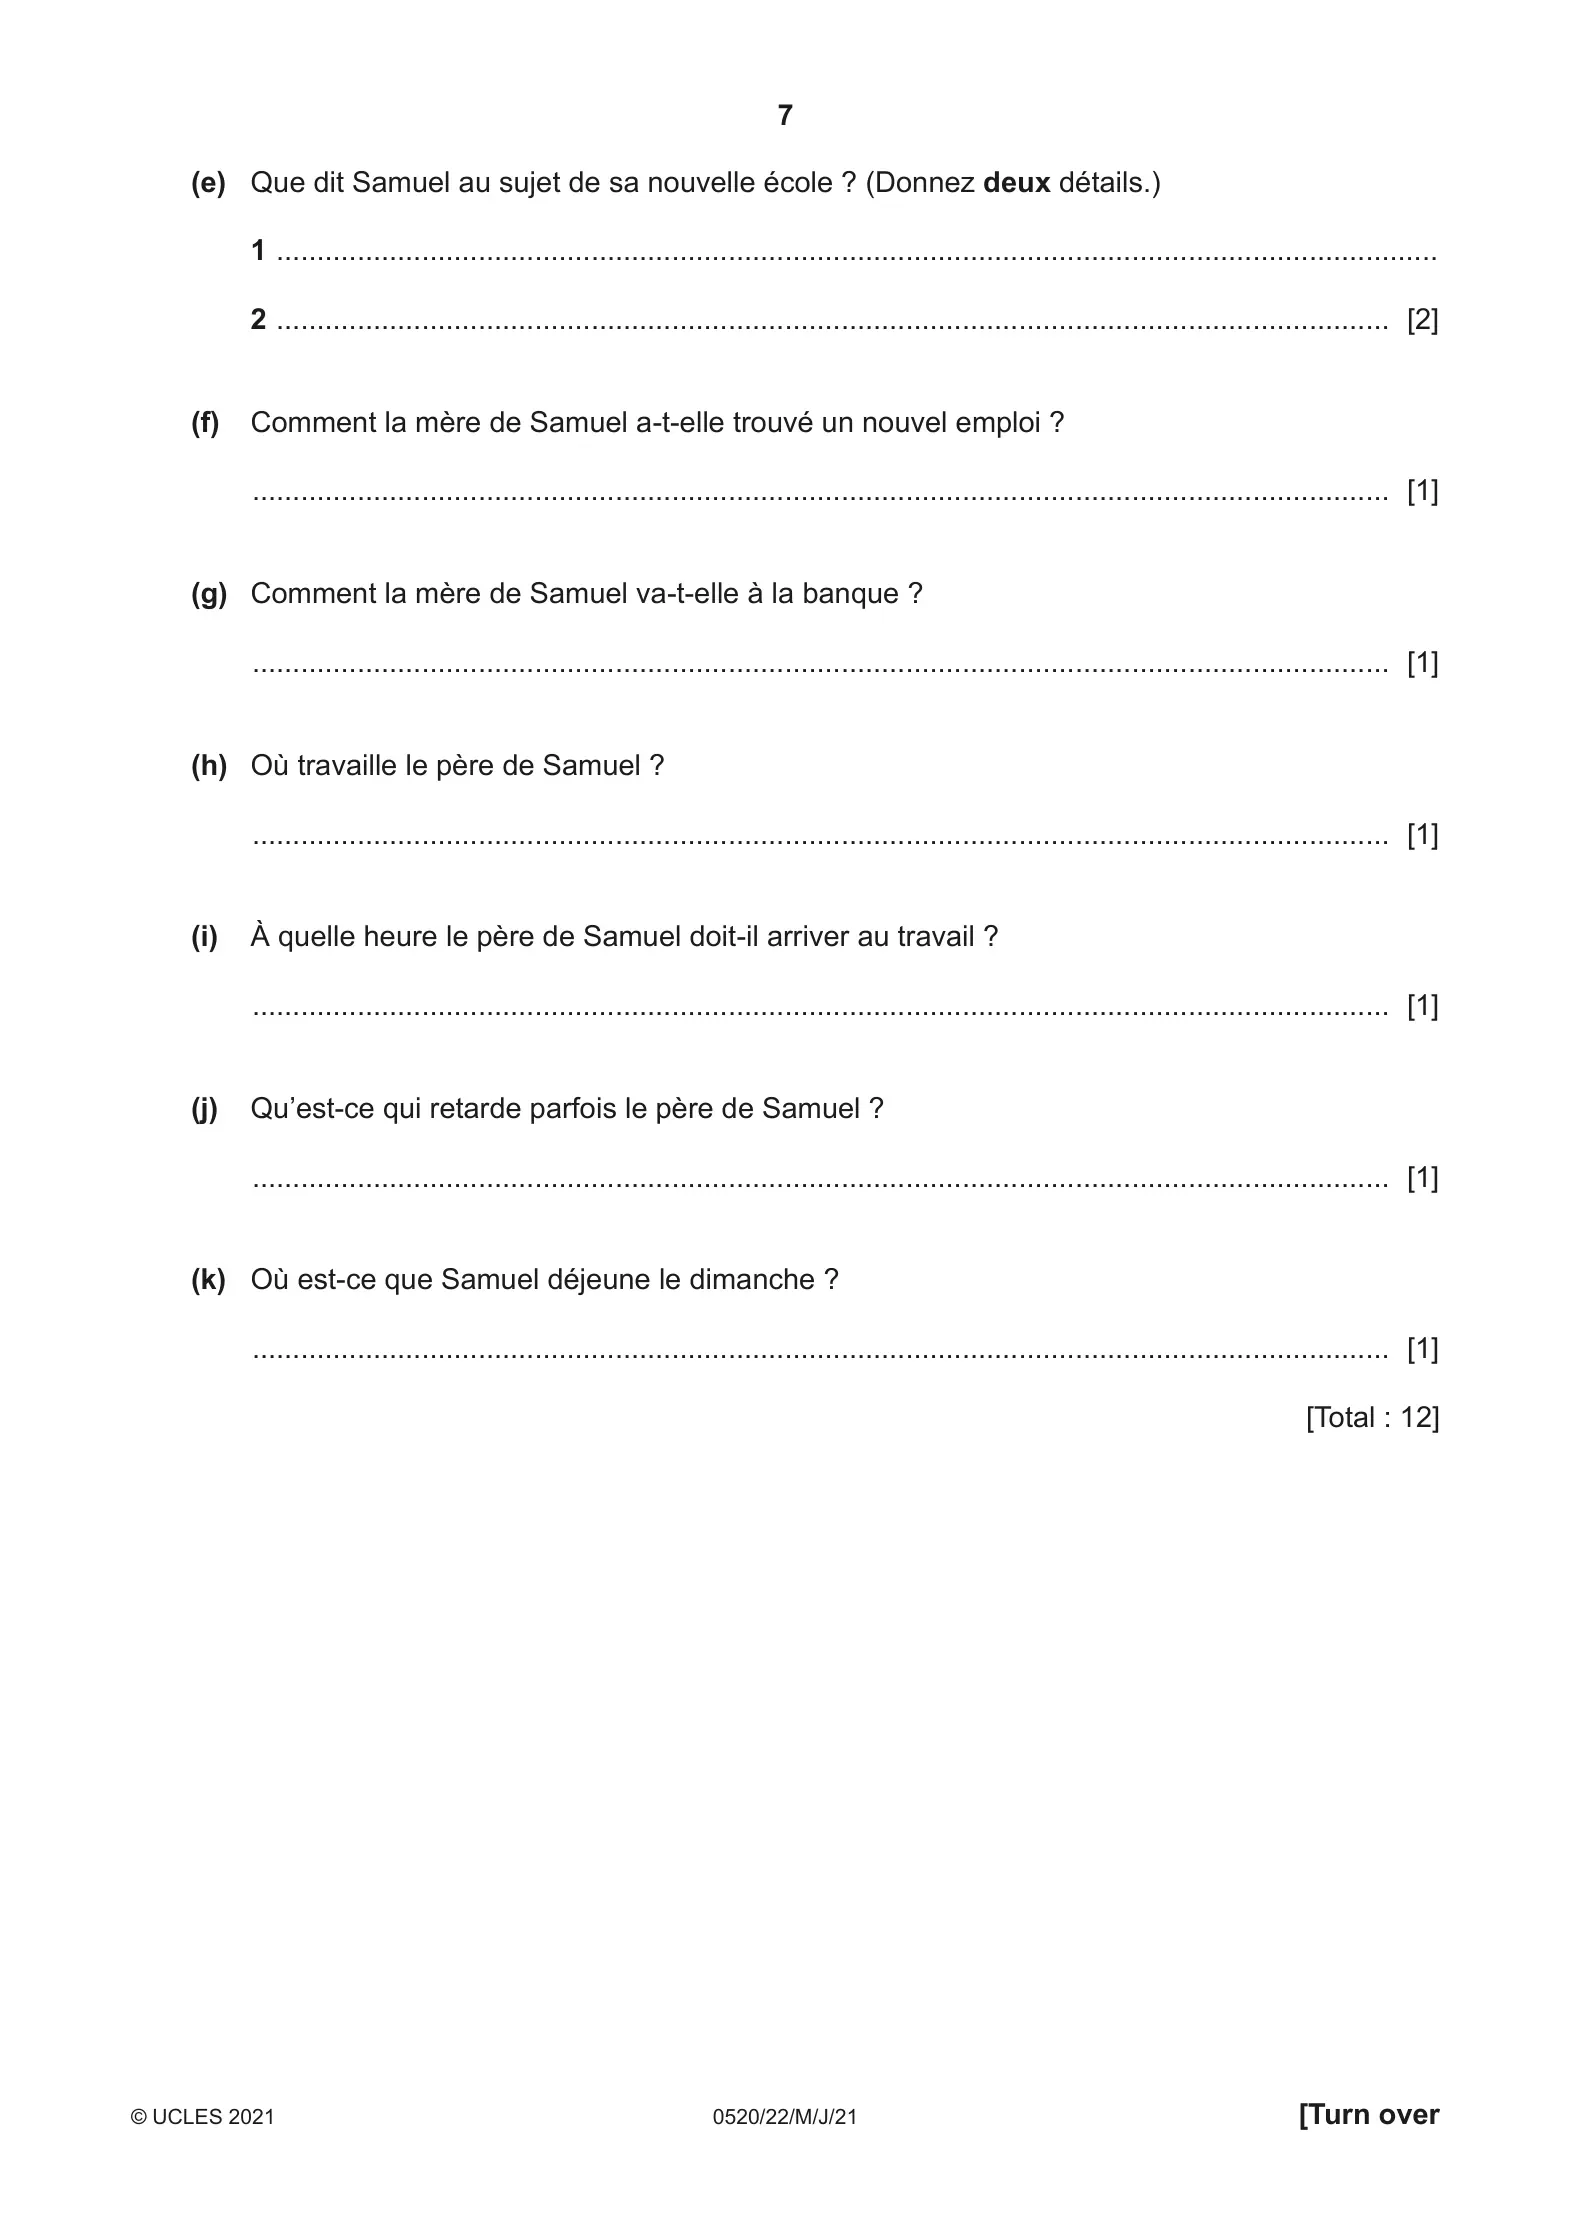 7
(e) Que dit Samuel au sujet de sa nouvelle école ? (Donnez deux détails.)
1 ................................................................................................................................................
2 .......................................................................................................................................... [2]
(f) Comment la mère de Samuel a-t-elle trouvé un nouvel emploi ?
............................................................................................................................................. [1]
(g) Comment la mère de Samuel va-t-elle à la banque ?
............................................................................................................................................. [1]
(h) Où travaille le père de Samuel ?
............................................................................................................................................. [1]
(i) À quelle heure le père de Samuel doit-il arriver au travail ?
............................................................................................................................................. [1]
(j) Qu’est-ce qui retarde parfois le père de Samuel ?
............................................................................................................................................. [1]
(k) Où est-ce que Samuel déjeune le dimanche ?
............................................................................................................................................. [1]
[Total : 12]
© UCLES 2021 0520/22/M/J/21 [Turn over